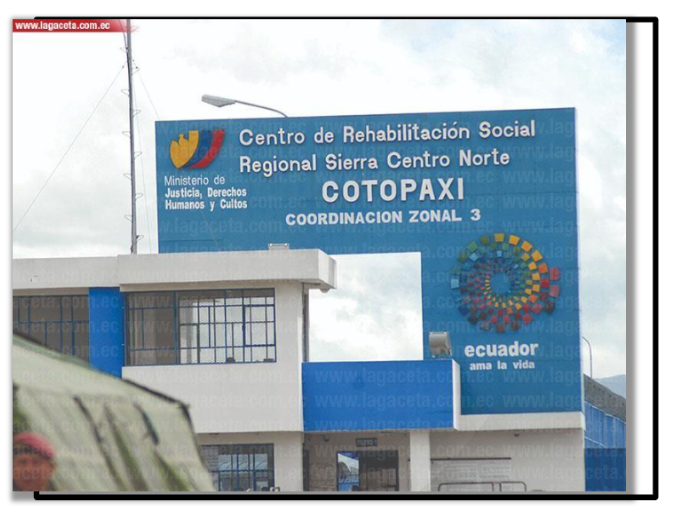 www.lagaceta.com.ec
Centro de Rehabilitación Social
Regional Sierra Centro Norte
COTOPAXI
COORDINACION ZONAL 3
Ministerio de
Justicia, Derechos
Humanos y Cultos
ecuador
ama la vida